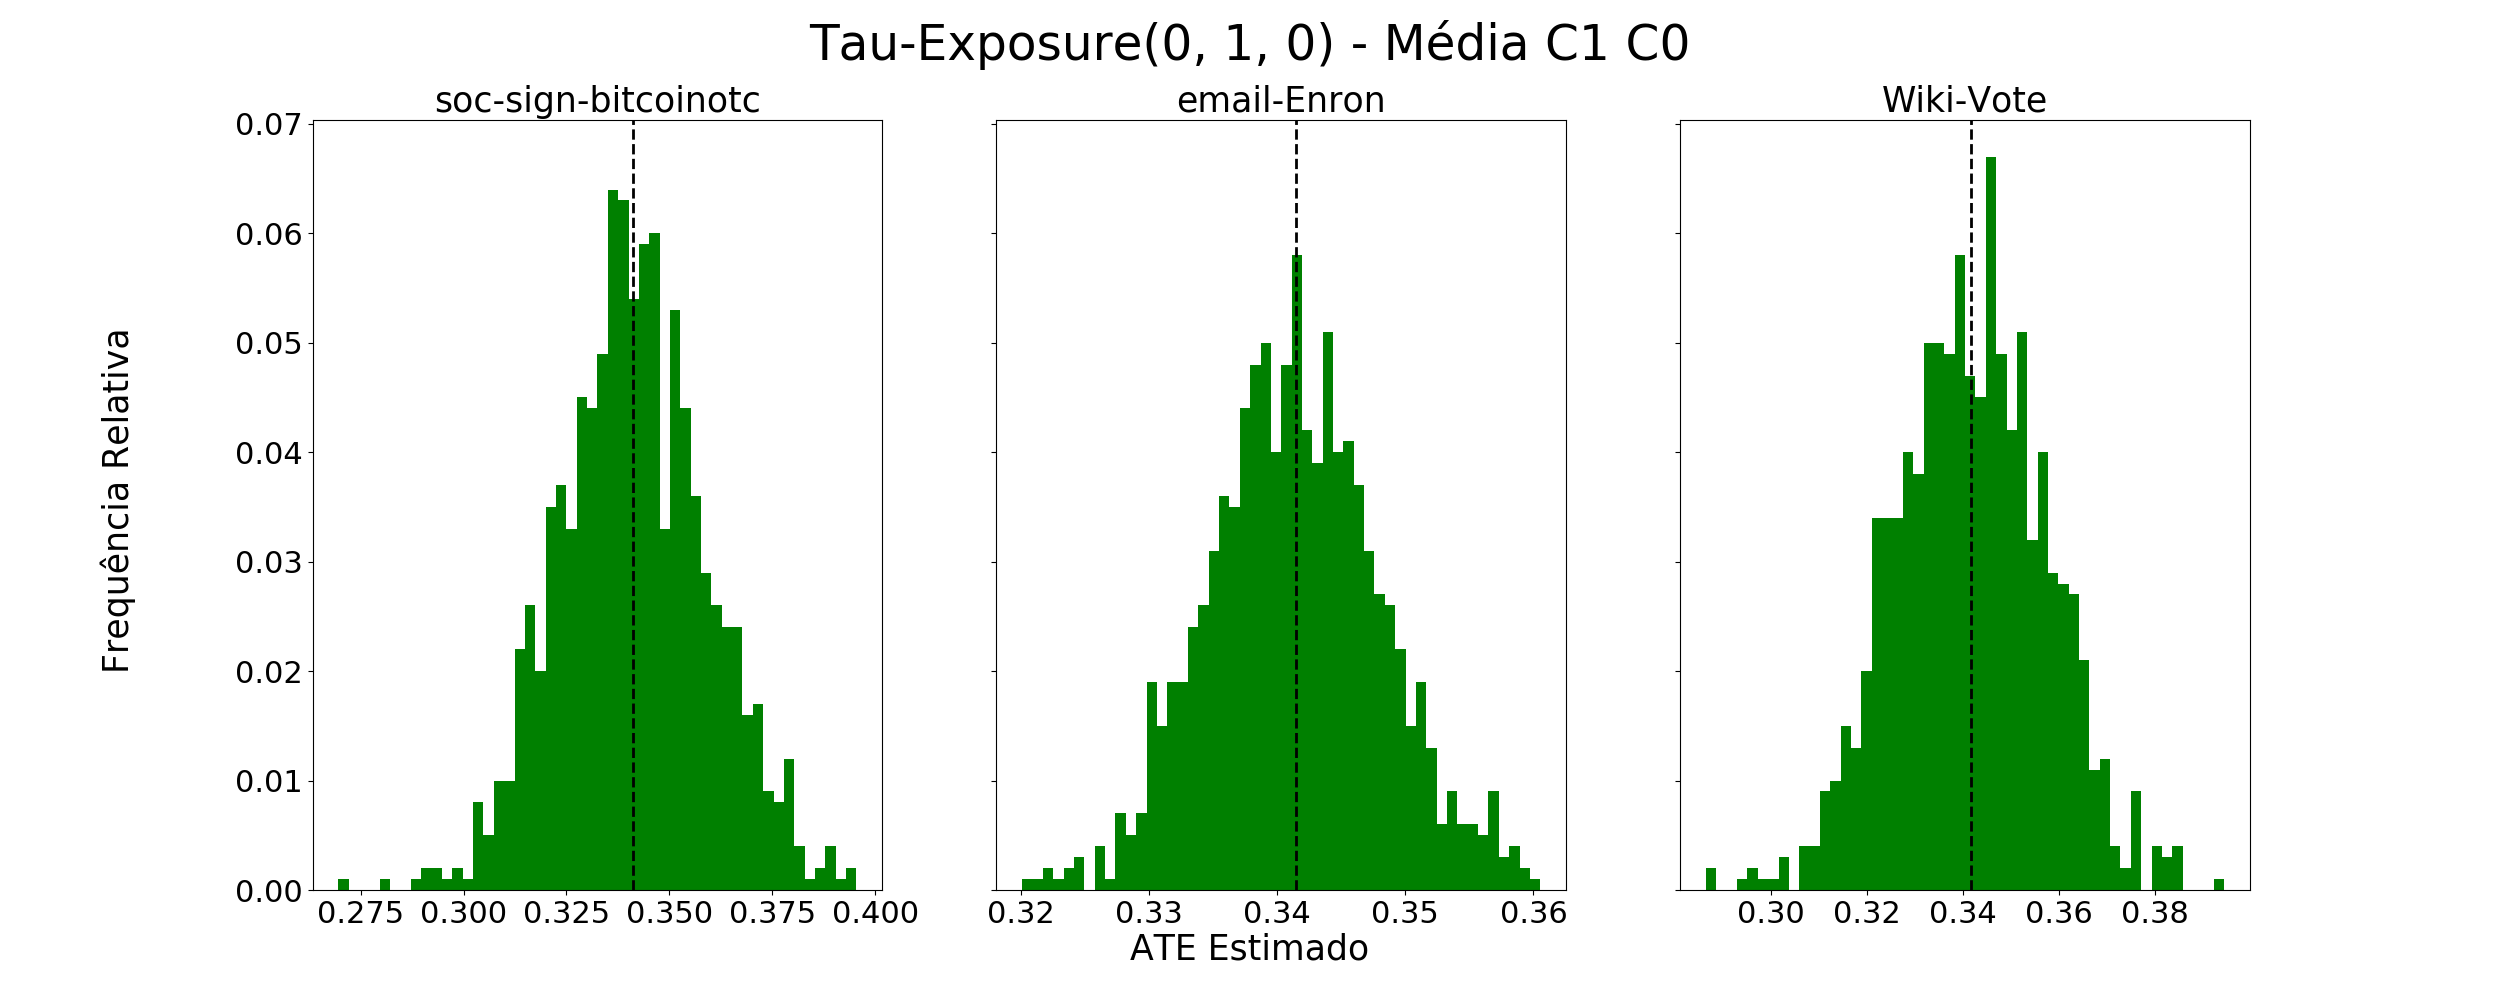 Tau-Exposure(0, 1, 0) - Média C1 C0
soc-sign-bitcoinotc
email-Enron
Wiki-Vote
Frequência Relativa
0.07
0.06
0.05
0.04
0.03
0.02
0.01
0.00
0.275 0.300 0.325 0.350 0.375 0.400
0.32 0.33 0.34 0.35 0.36
0.30 0.32 0.34 0.36 0.38
ATE Estimado